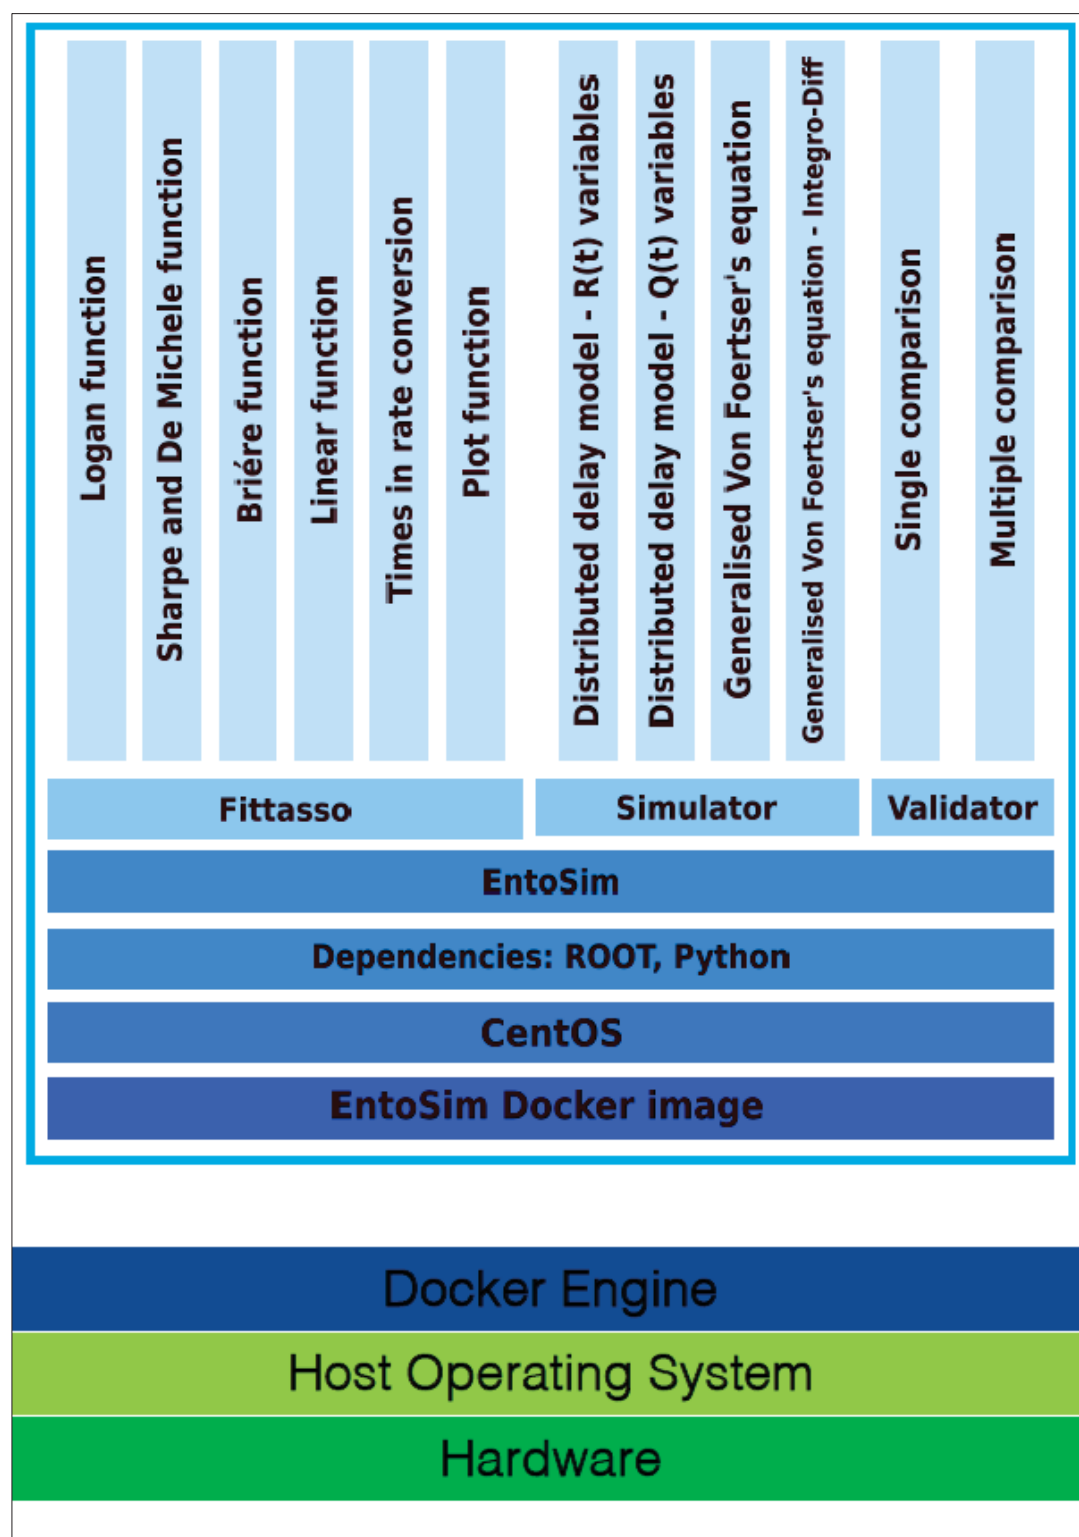 Logan function
Sharpe and De Michele function
Briére function
Linear function
Times in rate conversion
Plot function
Distributed delay model - R(t) variables
Distributed delay model - Q(t) variables
Generalised Von Foertser's equation
Generalised Von Foertser's equation - Integro-Diff
Single comparison
Multiple comparison
Fittasso
Simulator
Validator
EntoSim
Dependencies: ROOT, Python
CentOS
EntoSim Docker image
Docker Engine
Host Operating System
Hardware